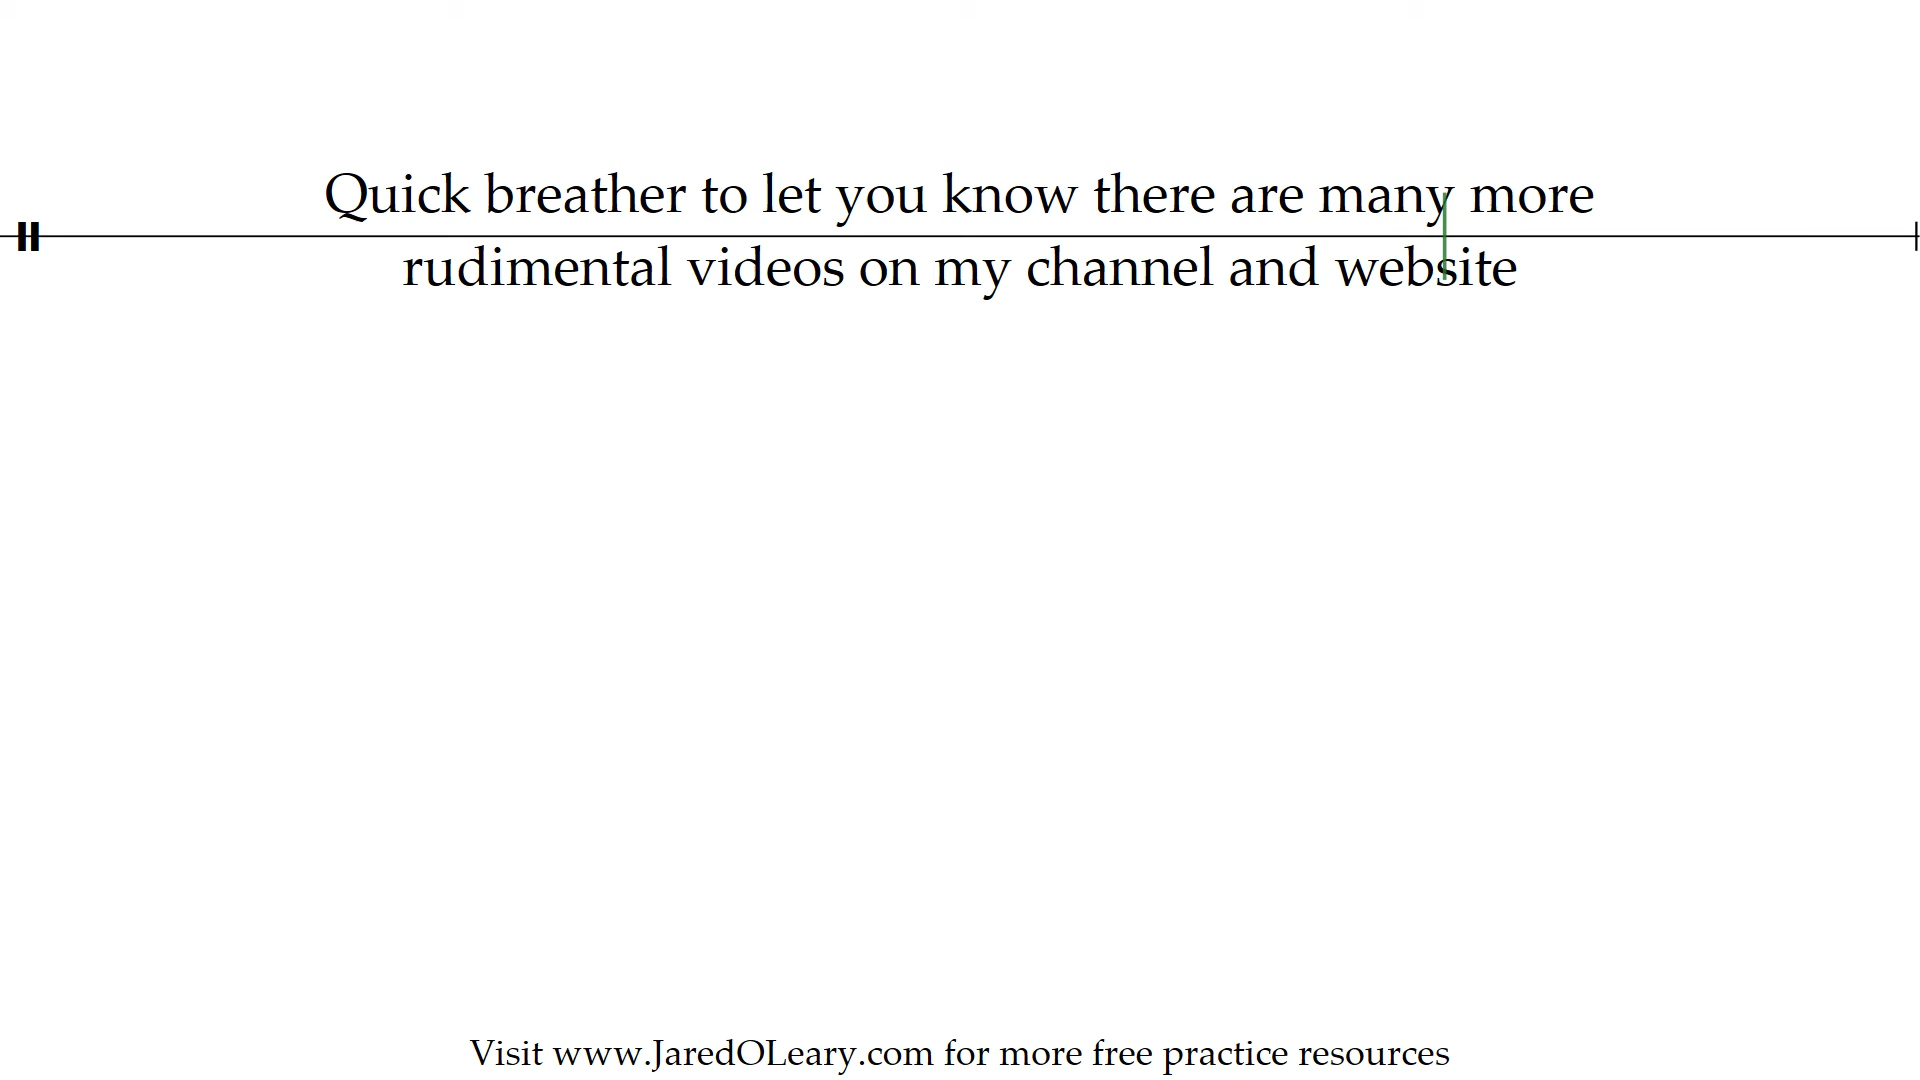 Quick breather to let you know there are many more
rudimental videos on my channel and website
Visit www.JaredOLeary.com for more free practice resources